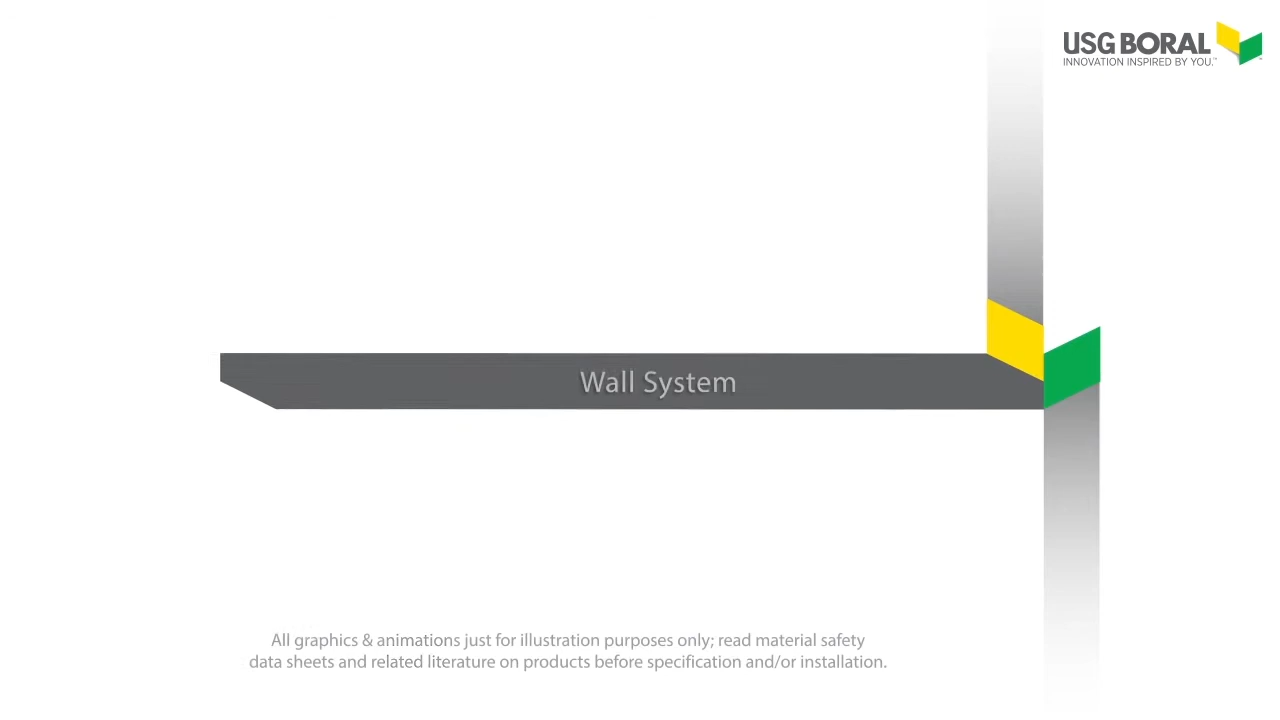 USG BORAL
INNOVATION INSPIRED BY YOU.™
Wall System
All graphics & animations just for illustration purposes only; read material safety
data sheets and related literature on products before specification and/or installation.